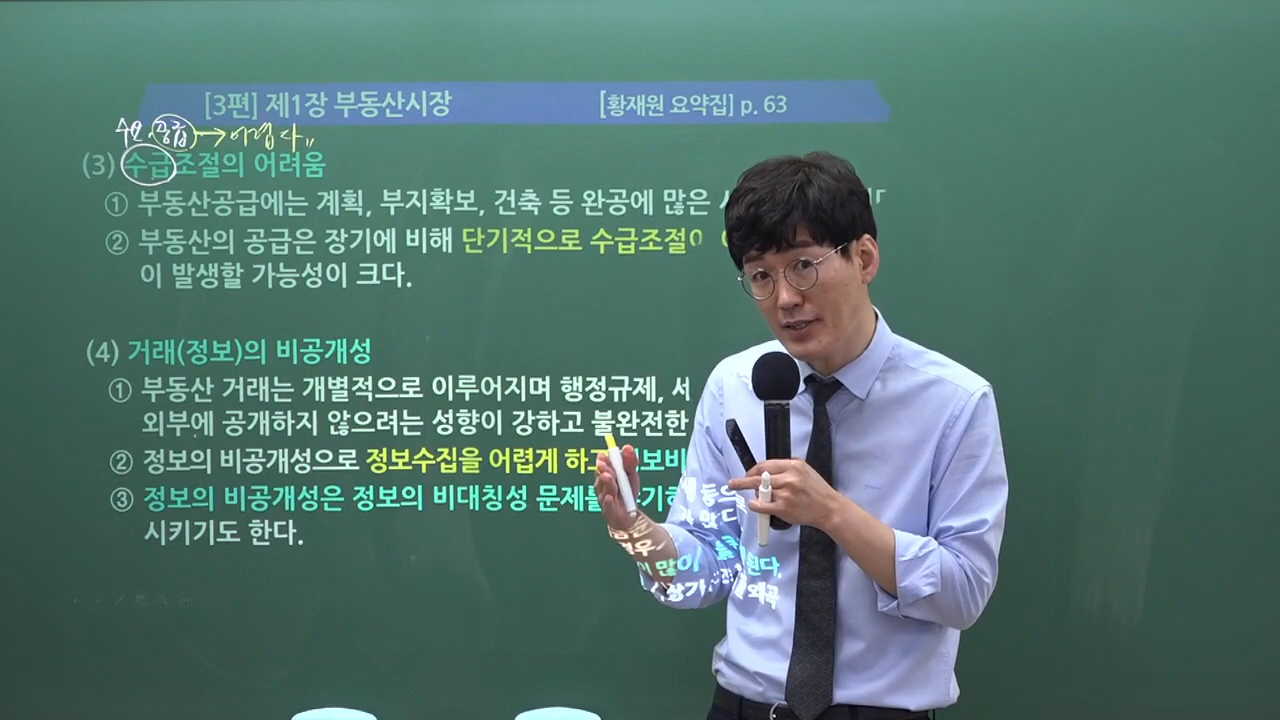 [3편] 제1장 부동산시장 [황재원 요약집] p. 63
수요·공급→어렵다
(3) 수급조절의 어려움
① 부동산공급에는 계획, 부지확보, 건축 등 완공에 많은
② 부동산의 공급은 장기에 비해 단기적으로 수급조절이
이 발생할 가능성이 크다.
(4) 거래(정보)의 비공개성
① 부동산 거래는 개별적으로 이루어지며 행정규제,
외부에 공개하지 않으려는 성향이 강하고 불완전한
② 정보의 비공개성으로 정보수집을 어렵게 하고
③ 정보의 비공개성은 정보의 비대칭성 문제를
시키기도 한다.